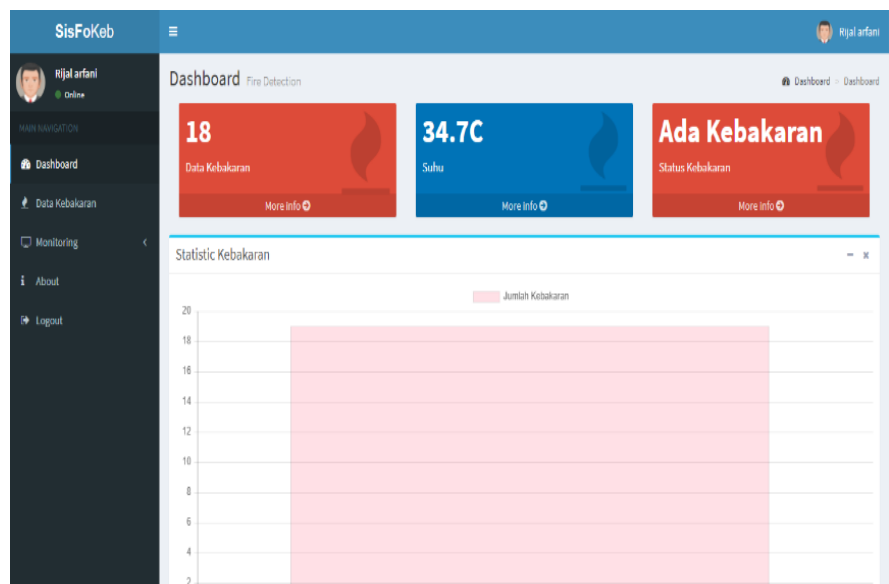 SisFoKeb
Rijal arfani
Rijal arfani
Online
MAIN NAVIGATION
Dashboard
Data Kebakaran
Monitoring
About
Logout
Dashboard Fire Detection
Dashboard > Dashboard
18
Data Kebakaran
More info
34.7C
Suhu
More info
Ada Kebakaran
Status Kebakaran
More info
Statistic Kebakaran
Jumlah Kebakaran
20
18
16
14
12
10
8
6
4
2